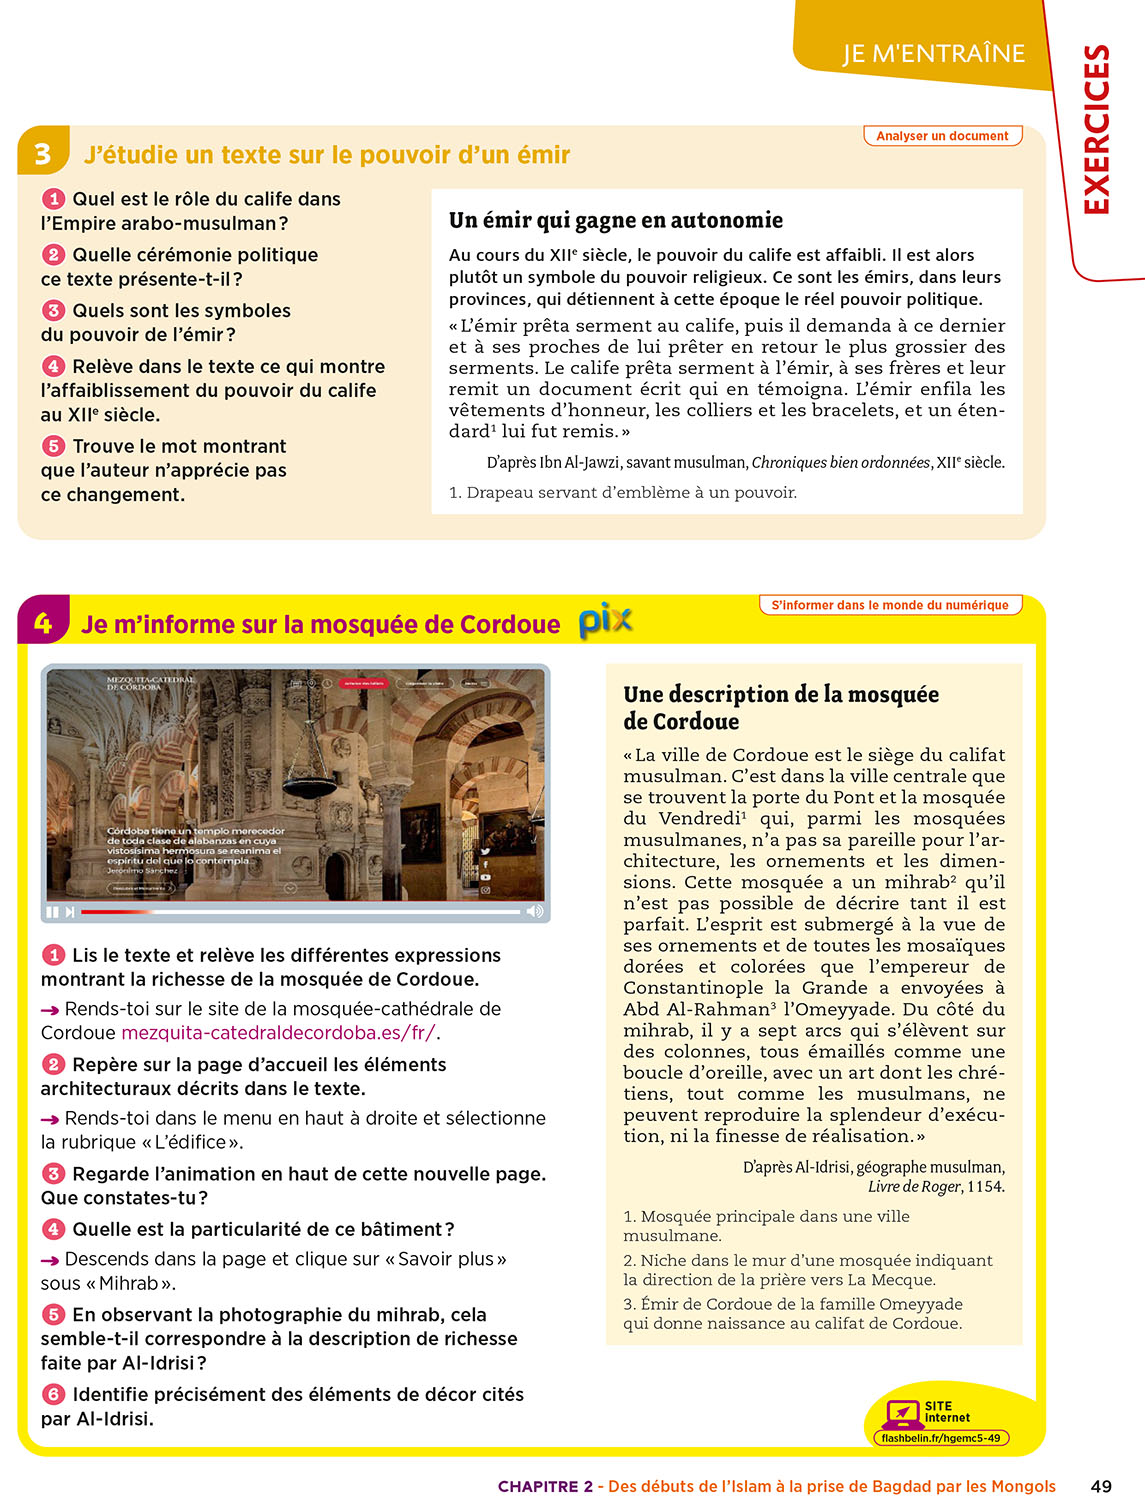 JE M'ENTRAÎNE
EXERCICES
Analyser un document
3 J'étudie un texte sur le pouvoir d'un émir
1 Quel est le rôle du calife dans
l'Empire arabo-musulman ?
2 Quelle cérémonie politique
ce texte présente-t-il ?
3 Quels sont les symboles
du pouvoir de l'émir ?
4 Relève dans le texte ce qui montre
l'affaiblissement du pouvoir du calife
au XIIe siècle.
5 Trouve le mot montrant
que l'auteur n'apprécie pas
ce changement.
Un émir qui gagne en autonomie
Au cours du XIIe siècle, le pouvoir du calife est affaibli. Il est alors
plutôt un symbole du pouvoir religieux. Ce sont les émirs, dans leurs
provinces, qui détiennent à cette époque le réel pouvoir politique.
« L'émir prêta serment au calife, puis il demanda à ce dernier
et à ses proches de lui prêter en retour le plus grossier des
serments. Le calife prêta serment à l'émir, à ses frères et leur
remit un document écrit qui en témoigna. L'émir enfila les
vêtements d'honneur, les colliers et les bracelets, et un éten-
dard1 lui fut remis. »
D'après Ibn Al-Jawzi, savant musulman, Chroniques bien ordonnées, XIIe siècle.
1. Drapeau servant d'emblème à un pouvoir.
S'informer dans le monde du numérique
4 Je m'informe sur la mosquée de Cordoue pix
MEZQUITA-CATEDRAL
DE CÓRDOBA
Córdoba tiene un templo merecedor
de toda clase de alabanzas en cuya
vistosísima hermosura se reanima el
espíritu del que lo contempla...
Jerónimo Sánchez
1 Lis le texte et relève les différentes expressions
montrant la richesse de la mosquée de Cordoue.
→ Rends-toi sur le site de la mosquée-cathédrale de
Cordoue mezquita-catedraldecordoba.es/fr/.
2 Repère sur la page d'accueil les éléments
architecturaux décrits dans le texte.
→ Rends-toi dans le menu en haut à droite et sélectionne
la rubrique « L'édifice ».
3 Regarde l'animation en haut de cette nouvelle page.
Que constates-tu ?
4 Quelle est la particularité de ce bâtiment ?
→ Descends dans la page et clique sur « Savoir plus »
sous « Mihrab ».
5 En observant la photographie du mihrab, cela
semble-t-il correspondre à la description de richesse
faite par Al-Idrisi ?
6 Identifie précisément des éléments de décor cités
par Al-Idrisi.
Une description de la mosquée
de Cordoue
« La ville de Cordoue est le siège du califat
musulman. C'est dans la ville centrale que
se trouvent la porte du Pont et la mosquée
du Vendredi1 qui, parmi les mosquées
musulmanes, n'a pas sa pareille pour l'ar-
chitecture, les ornements et les dimen-
sions. Cette mosquée a un mihrab2 qu'il
n'est pas possible de décrire tant il est
parfait. L'esprit est submergé à la vue de
ses ornements et de toutes les mosaïques
dorées et colorées que l'empereur de
Constantinople la Grande a envoyées à
Abd Al-Rahman3 l'Omeyyade. Du côté du
mihrab, il y a sept arcs qui s'élèvent sur
des colonnes, tous émaillés comme une
boucle d'oreille, avec un art dont les chré-
tiens, tout comme les musulmans, ne
peuvent reproduire la splendeur d'exécu-
tion, ni la finesse de réalisation. »
D'après Al-Idrisi, géographe musulman,
Livre de Roger, 1154.
1. Mosquée principale dans une ville
musulmane.
2. Niche dans le mur d'une mosquée indiquant
la direction de la prière vers La Mecque.
3. Émir de Cordoue de la famille Omeyyade
qui donne naissance au califat de Cordoue.
SITE
Internet
flashbelin.fr/hgemc5-49
CHAPITRE 2 - Des débuts de l'Islam à la prise de Bagdad par les Mongols 49